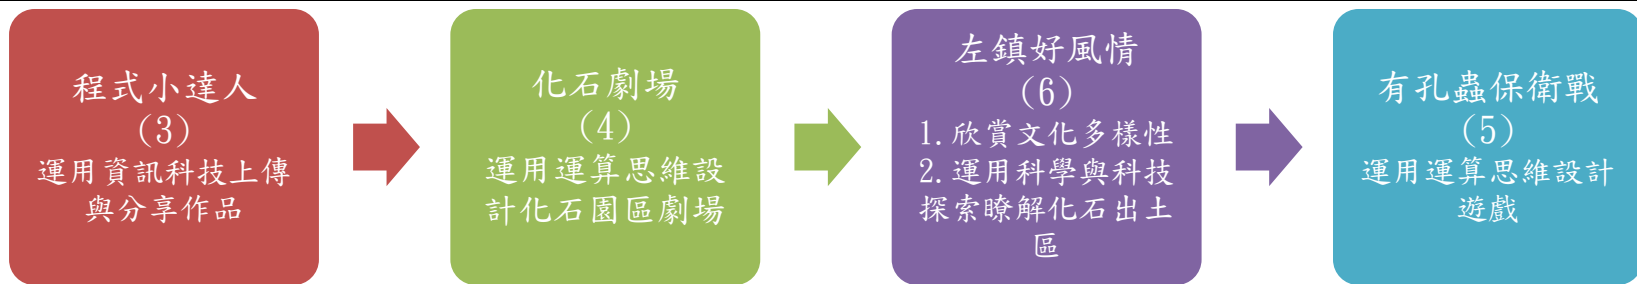 程式小達人
(3)
運用資訊科技上傳
與分享作品
化石劇場
(4)
運用運算思維設
計化石園區劇場
左鎮好風情
(6)
1.欣賞文化多樣性
2.運用科學與科技
探索瞭解化石出土
區
有孔蟲保衛戰
(5)
運用運算思維設計
遊戲